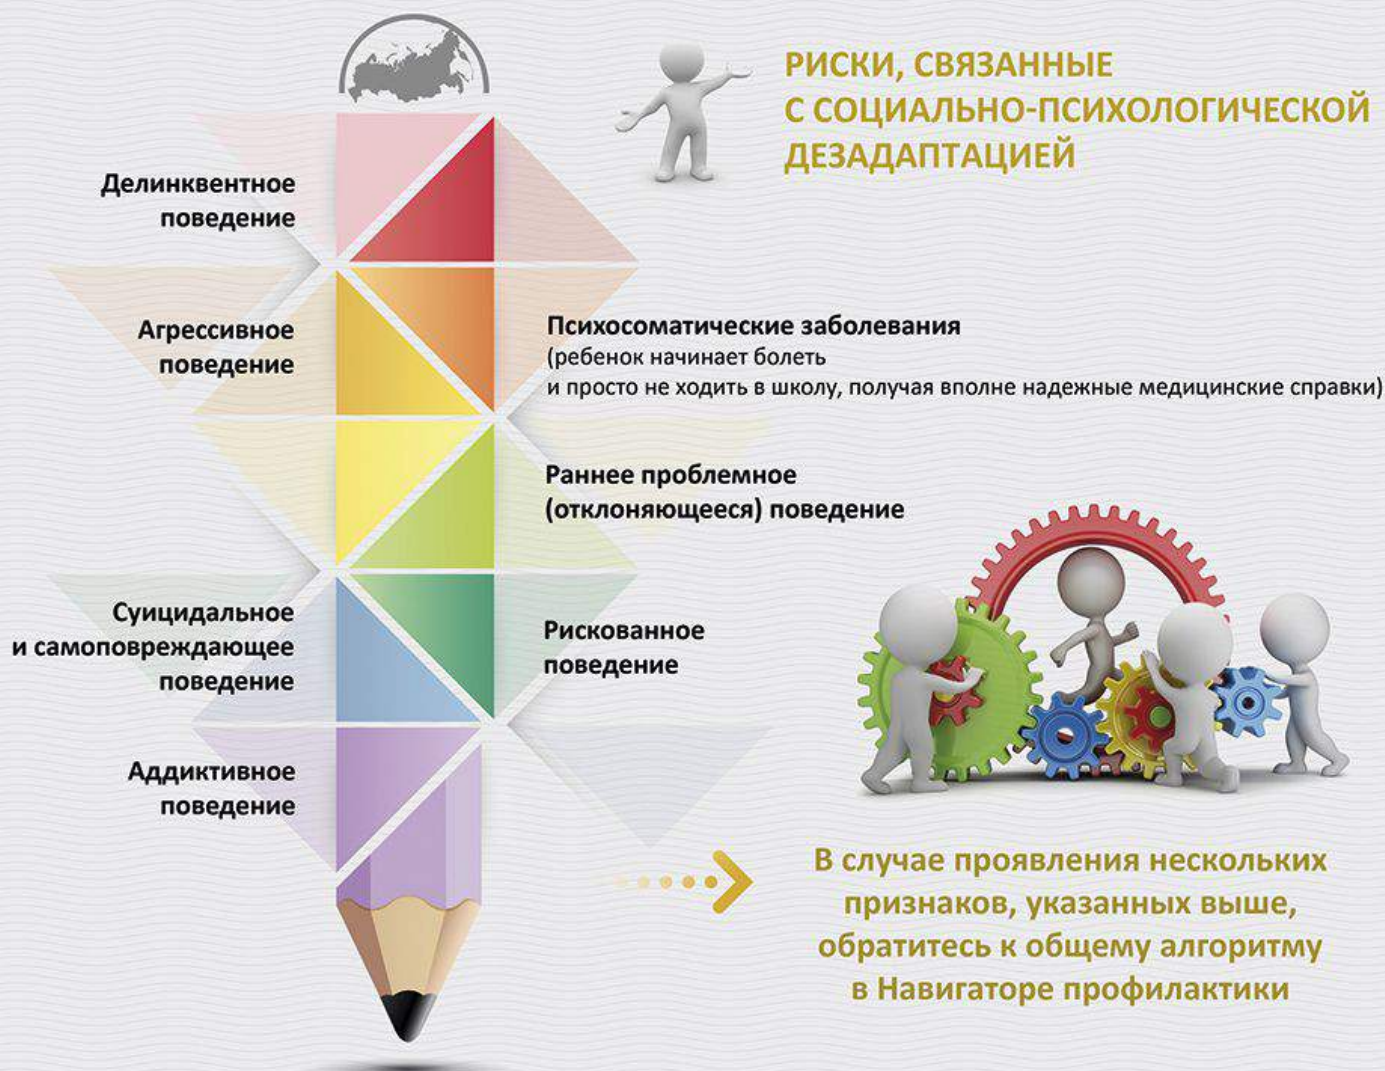 РИСКИ, СВЯЗАННЫЕ
С СОЦИАЛЬНО-ПСИХОЛОГИЧЕСКОЙ
ДЕЗАДАПТАЦИЕЙ
Делинквентное
поведение
Агрессивное
поведение
Психосоматические заболевания
(ребенок начинает болеть
и просто не ходить в школу, получая вполне надежные медицинские справки)
Раннее проблемное
(отклоняющееся) поведение
Суицидальное
и самоповреждающее
поведение
Рискованное
поведение
Аддиктивное
поведение
В случае проявления нескольких
признаков, указанных выше,
обратитесь к общему алгоритму
в Навигаторе профилактики